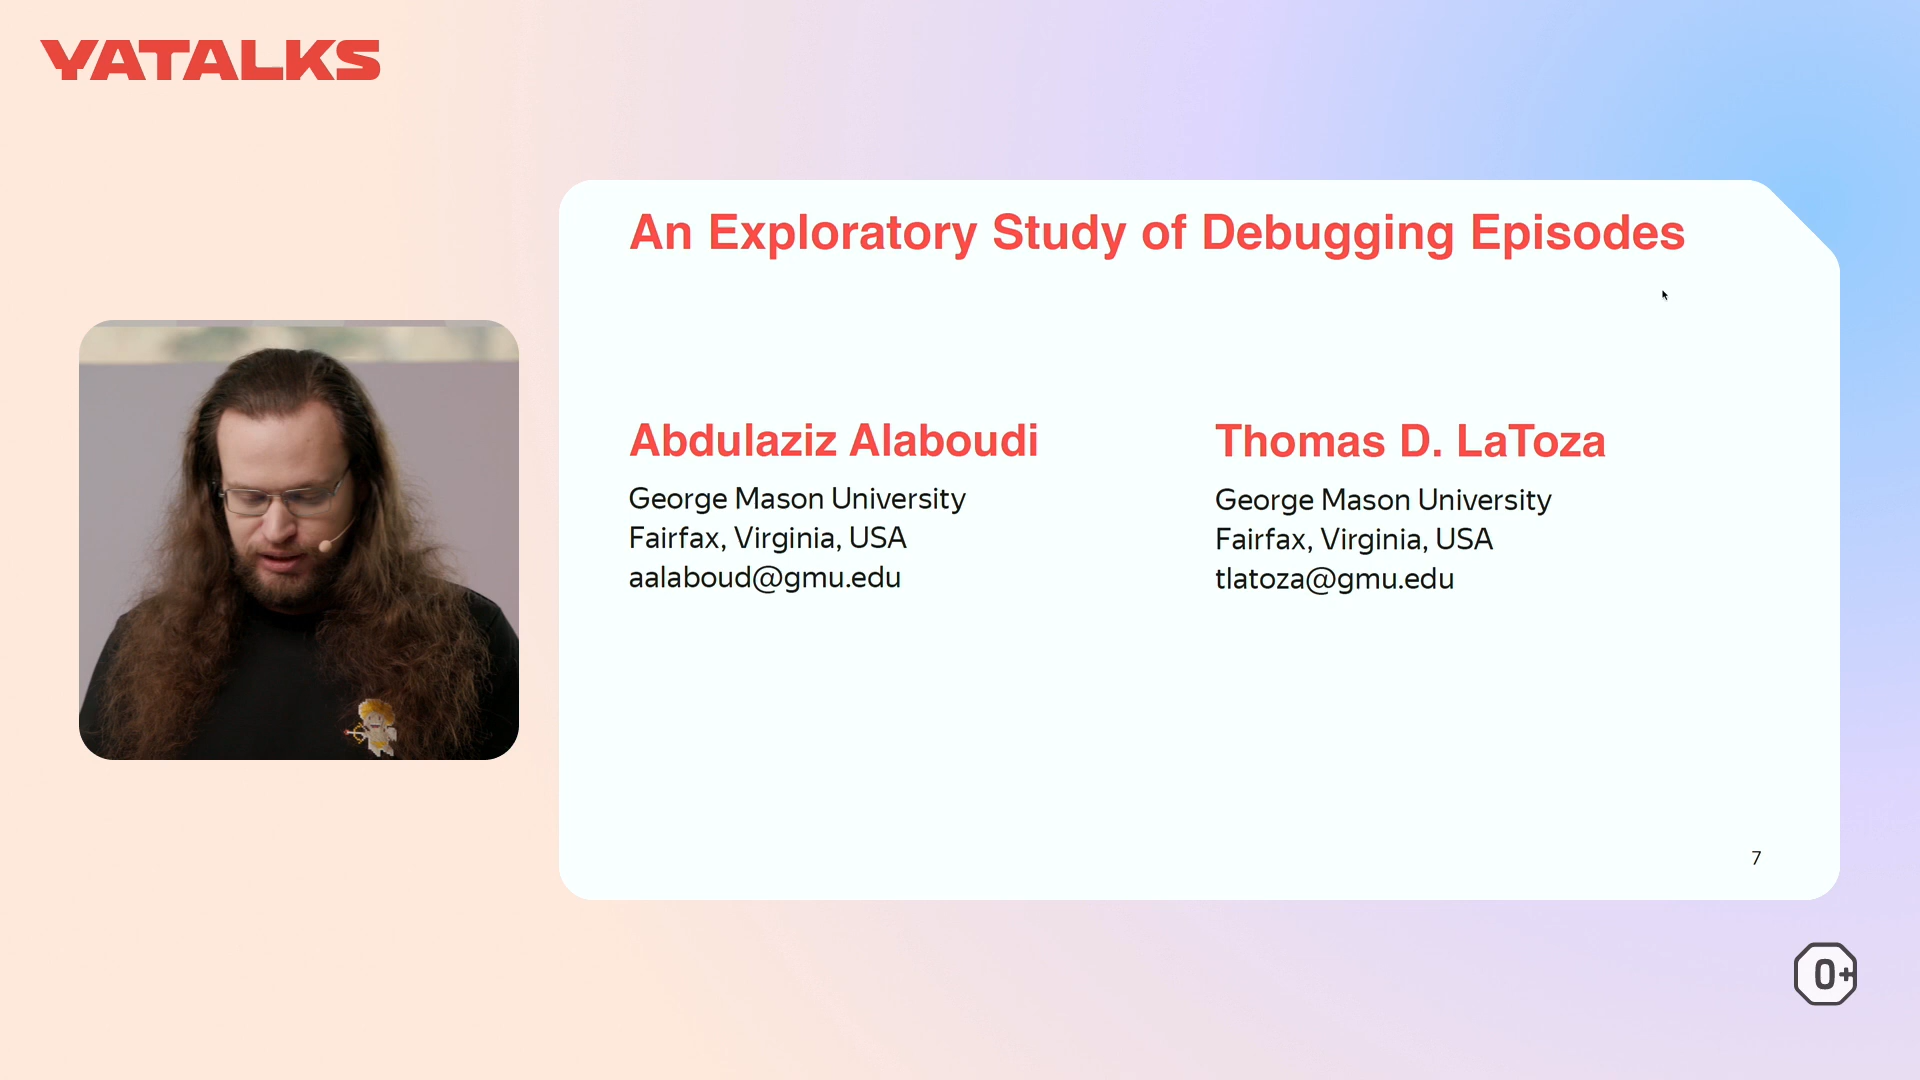 YATALKS
An Exploratory Study of Debugging Episodes
Abdulaziz Alaboudi
George Mason University
Fairfax, Virginia, USA
aalaboud@gmu.edu
Thomas D. LaToza
George Mason University
Fairfax, Virginia, USA
tlatoza@gmu.edu
7
0+